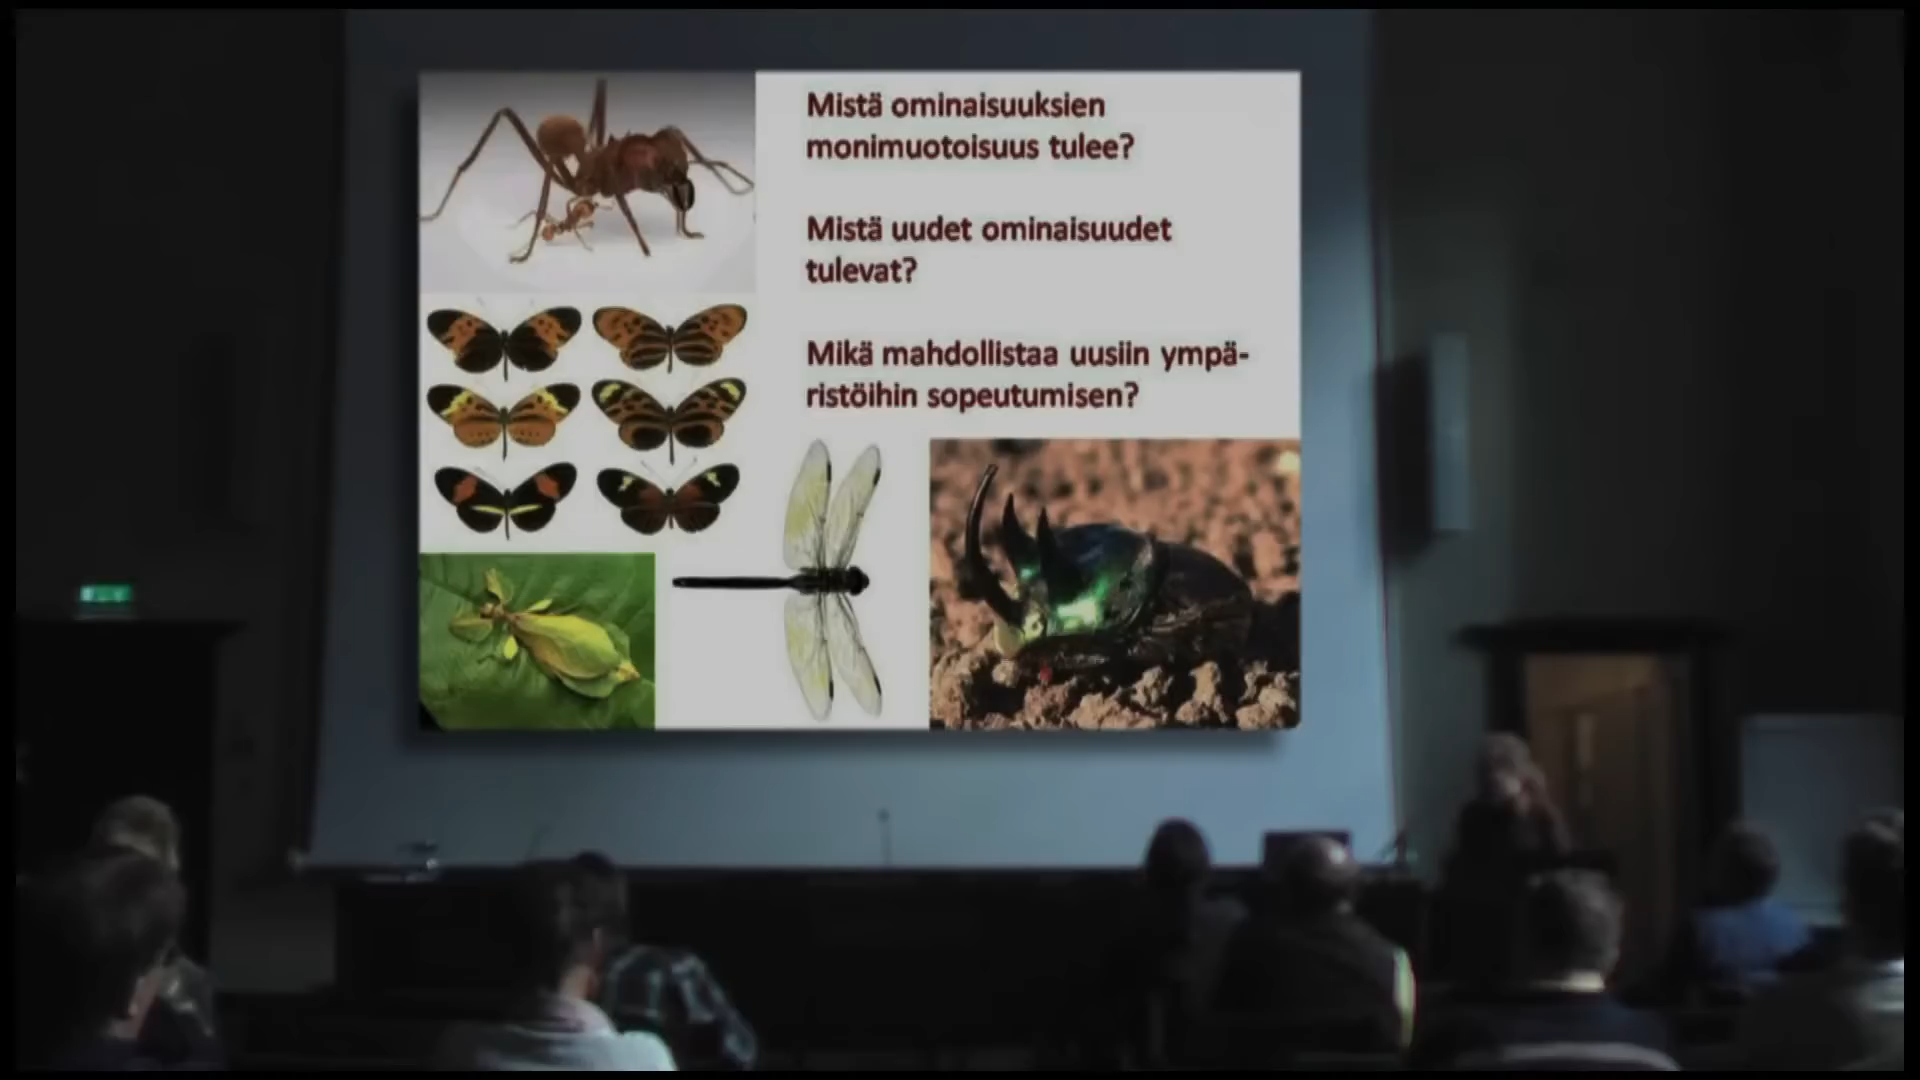 Mistä ominaisuuksien
monimuotoisuus tulee?
Mistä uudet ominaisuudet
tulevat?
Mikä mahdollistaa uusiin ympä-
ristöihin sopeutumisen?